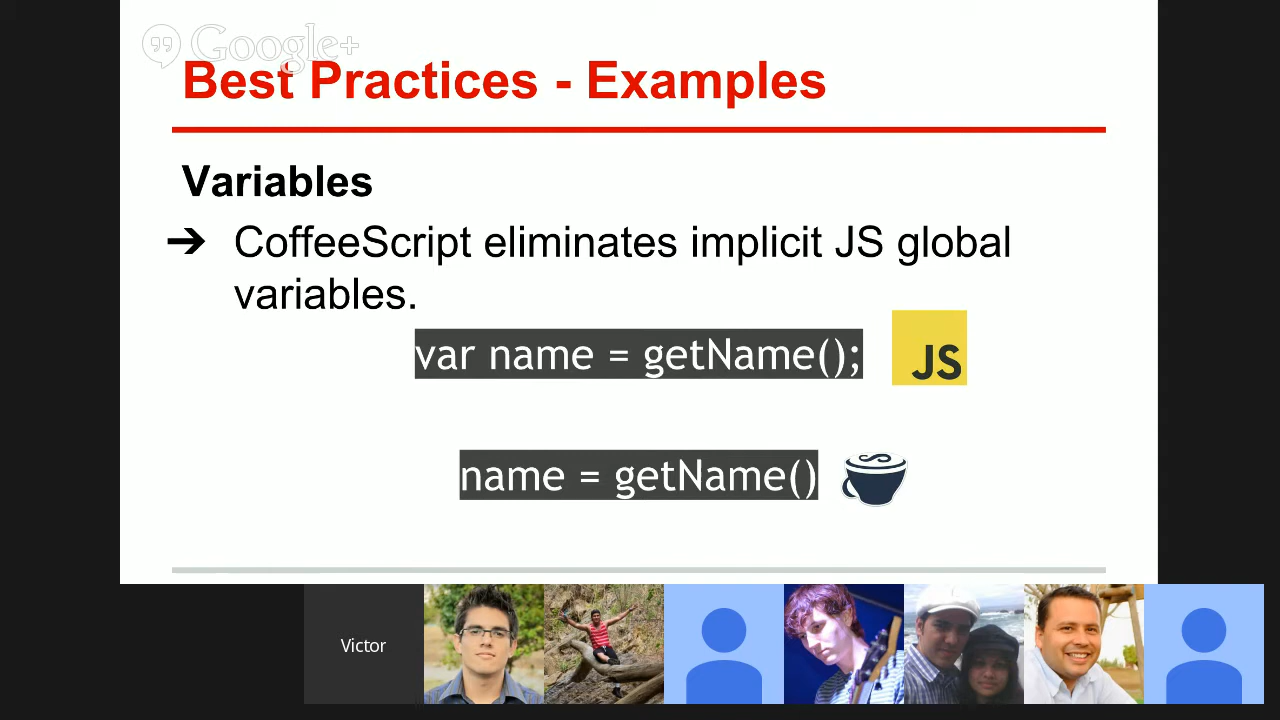 Google+
Best Practices - Examples
Variables
➔ CoffeeScript eliminates implicit JS global
variables.
var name = getName();
JS
name = getName()
Victor